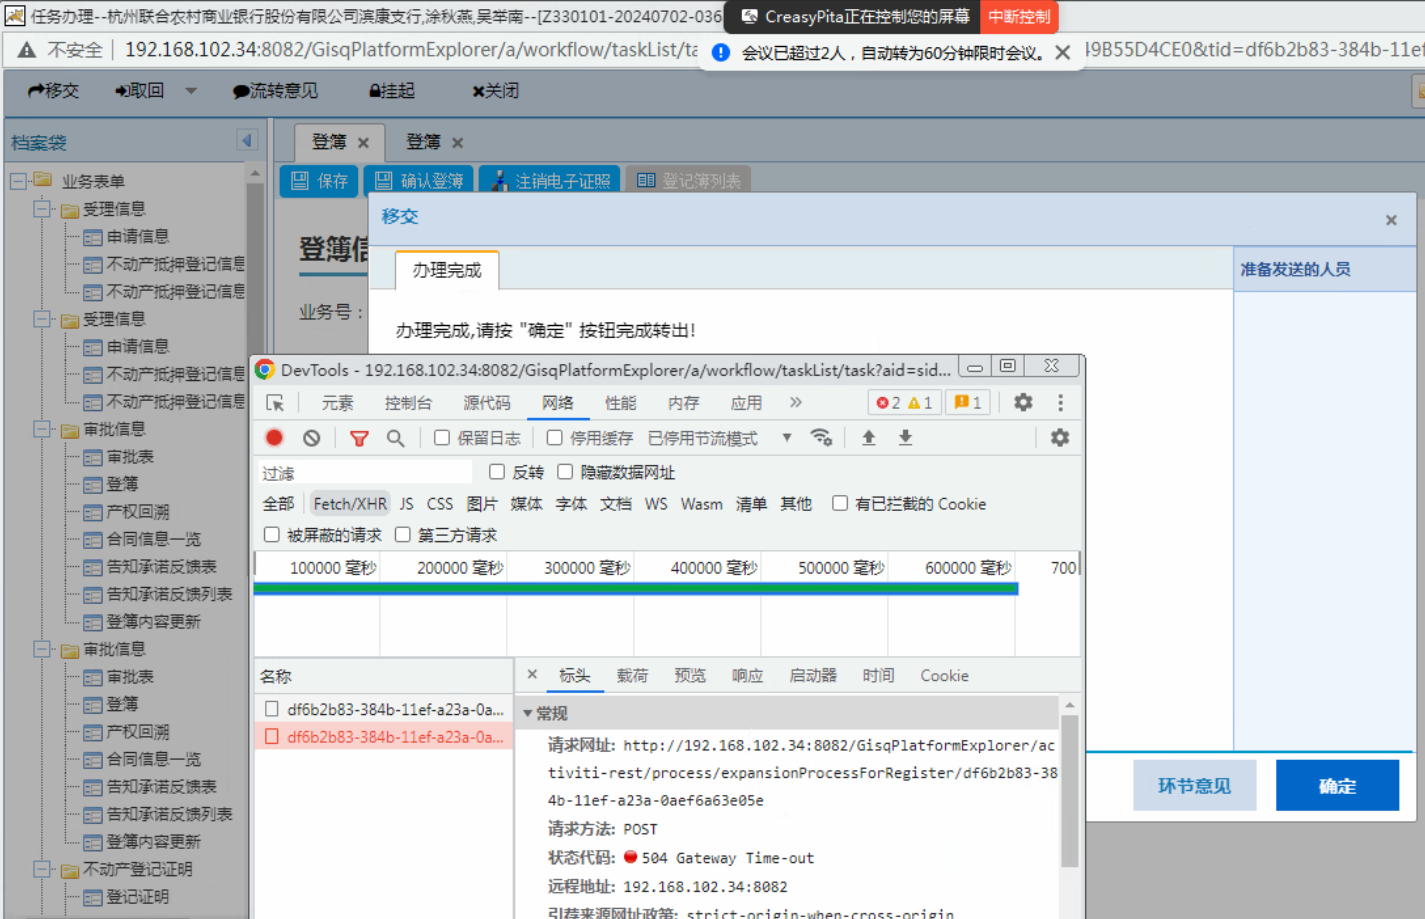 任务办理--杭州联合农村商业银行股份有限公司滨康支行,涂秋燕,吴举南--[Z330101-20240702-036
CreasyPita正在控制您的屏幕 中断控制
不安全 192.168.102.34:8082/GisqPlatformExplorer/a/workflow/taskList/ta
会议已超过2人，自动转为60分钟限时会议。
49B55D4CE0&tid=df6b2b83-384b-11ef
移交 取回 流转意见 挂起 关闭
档案袋
登簿 登簿
保存 确认登簿 注销电子证照 登记簿列表
业务表单
受理信息
申请信息
不动产抵押登记信息
不动产抵押登记信息
受理信息
申请信息
不动产抵押登记信息
不动产抵押登记信息
审批信息
审批表
登簿
产权回溯
合同信息一览
告知承诺反馈表
告知承诺反馈列表
登簿内容更新
审批信息
审批表
登簿
产权回溯
合同信息一览
告知承诺反馈表
告知承诺反馈列表
登簿内容更新
不动产登记证明
登记证明
登簿信
业务号：
移交
办理完成
准备发送的人员
办理完成,请按 "确定" 按钮完成转出!
环节意见 确定
DevTools - 192.168.102.34:8082/GisqPlatformExplorer/a/workflow/taskList/task?aid=sid...
元素 控制台 源代码 网络 性能 内存 应用 » 2 1 1
保留日志 停用缓存 已停用节流模式
过滤 反转 隐藏数据网址
全部 Fetch/XHR JS CSS 图片 媒体 字体 文档 WS Wasm 清单 其他 有已拦截的 Cookie
被屏蔽的请求 第三方请求
100000 毫秒 200000 毫秒 300000 毫秒 400000 毫秒 500000 毫秒 600000 毫秒 700
名称
df6b2b83-384b-11ef-a23a-0a...
df6b2b83-384b-11ef-a23a-0a...
标头 载荷 预览 响应 启动器 时间 Cookie
常规
请求网址: http://192.168.102.34:8082/GisqPlatformExplorer/ac
tiviti-rest/process/expansionProcessForRegister/df6b2b83-38
4b-11ef-a23a-0aef6a63e05e
请求方法: POST
状态代码: 504 Gateway Time-out
远程地址: 192.168.102.34:8082
引荐来源网址政策: strict-origin-when-cross-origin